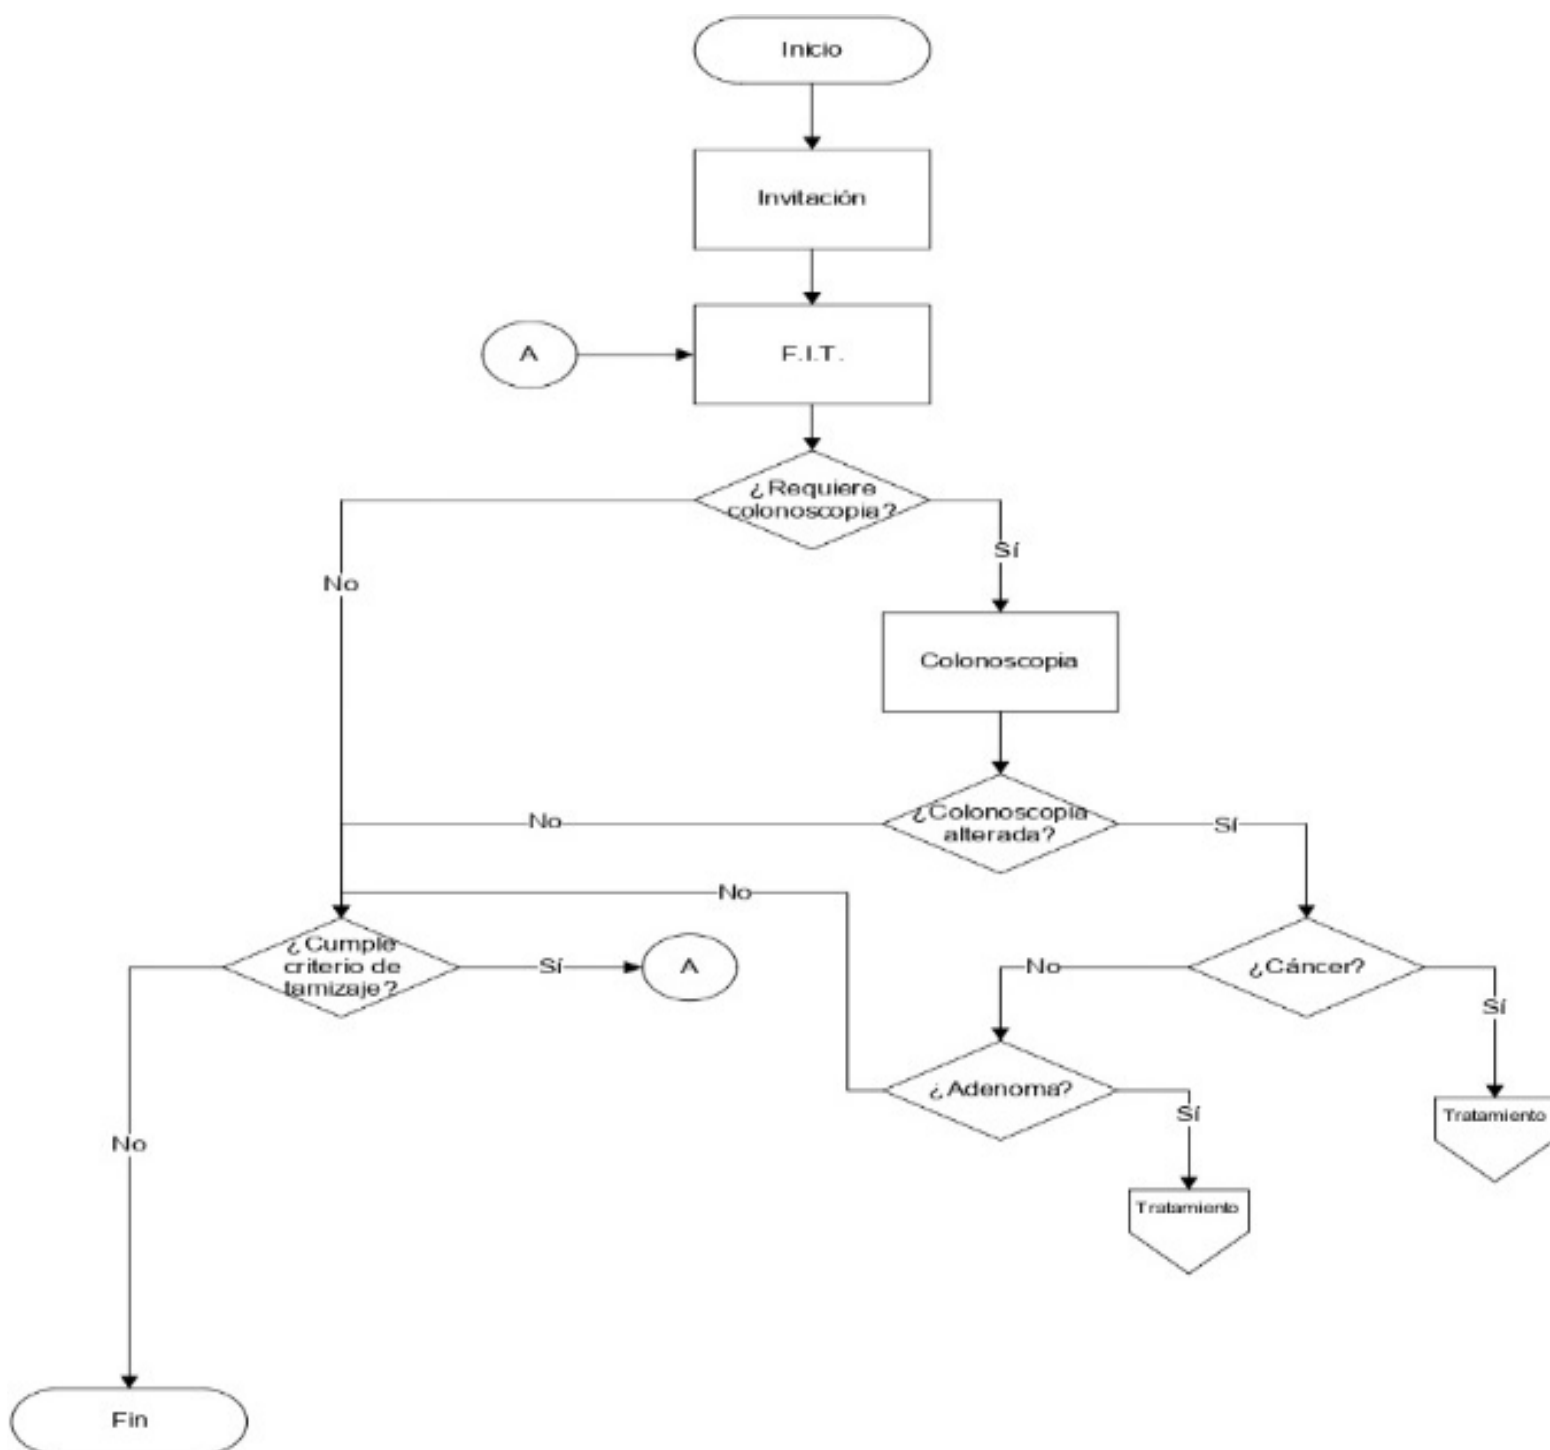 Inicio
Invitación
A
F.I.T.
¿Requiere
colonoscopia?
No
Sí
Colonoscopia
¿Colonoscopia
alterada?
No
Sí
No
¿Cumple
criterio de
tamizaje?
Sí
A
No
¿Cáncer?
Sí
¿Adenoma?
Sí
Tratamiento
No
Tratamiento
Fin